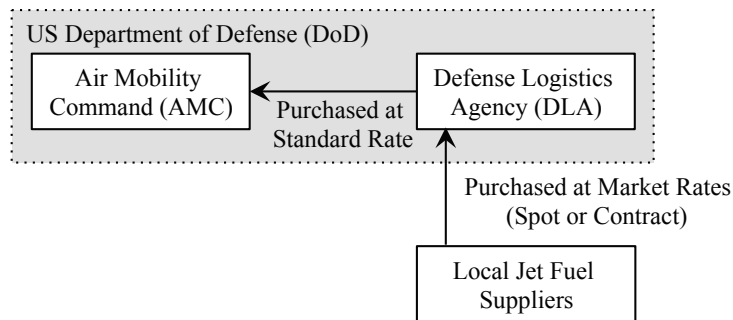 US Department of Defense (DoD)
Air Mobility
Command (AMC)
Purchased at
Standard Rate
Defense Logistics
Agency (DLA)
Purchased at Market Rates
(Spot or Contract)
Local Jet Fuel
Suppliers